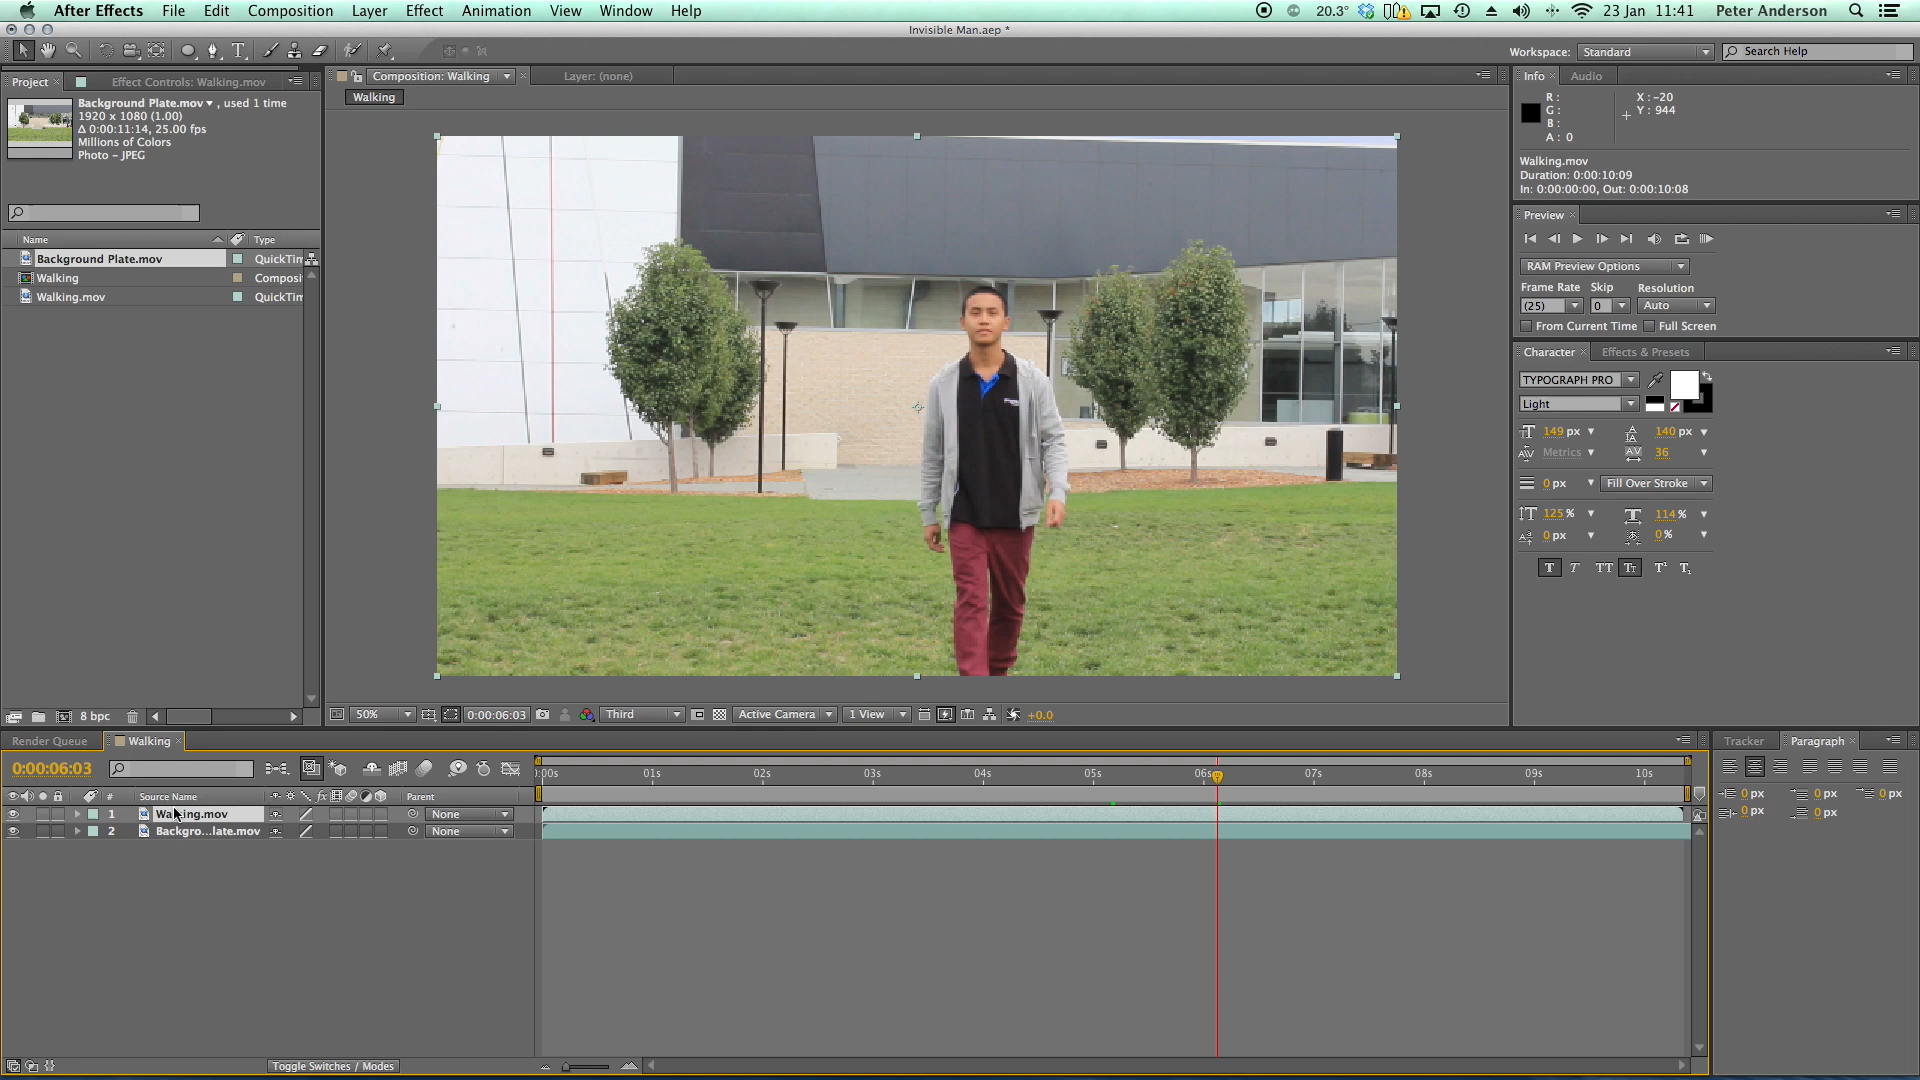 After Effects File Edit Composition Layer Effect Animation View Window Help 20.3° 23 Jan 11:41 Peter Anderson
Invisible Man.aep *
Workspace: Standard Search Help
Project Effect Controls: Walking.mov
Background Plate.mov , used 1 time
1920 x 1080 (1.00)
Δ 0:00:11:14, 25.00 fps
Millions of Colors
Photo - JPEG
Name Type
Background Plate.mov QuickTin
Walking Composi
Walking.mov QuickTin
8 bpc
Composition: Walking Layer: (none)
Walking
50% 0:00:06:03 Third Active Camera 1 View +0.0
Info Audio
R : X : -20
G : Y : 944
B :
A : 0
Walking.mov
Duration: 0:00:10:09
In: 0:00:00:00, Out: 0:00:10:08
Preview
RAM Preview Options
Frame Rate Skip Resolution
(25) 0 Auto
From Current Time Full Screen
Character Effects & Presets
TYPOGRAPH PRO
Light
149 px 140 px
Metrics 36
0 px Fill Over Stroke
125 % 114 %
0 px 0 %
T T TT Tt T¹ T₁
Render Queue Walking
0:00:06:03
:00s 01s 02s 03s 04s 05s 06s 07s 08s 09s 10s
# Source Name fx Parent
1 Walking.mov None
2 Backgro...late.mov None
Toggle Switches / Modes
Tracker Paragraph
0 px 0 px 0 px
0 px 0 px